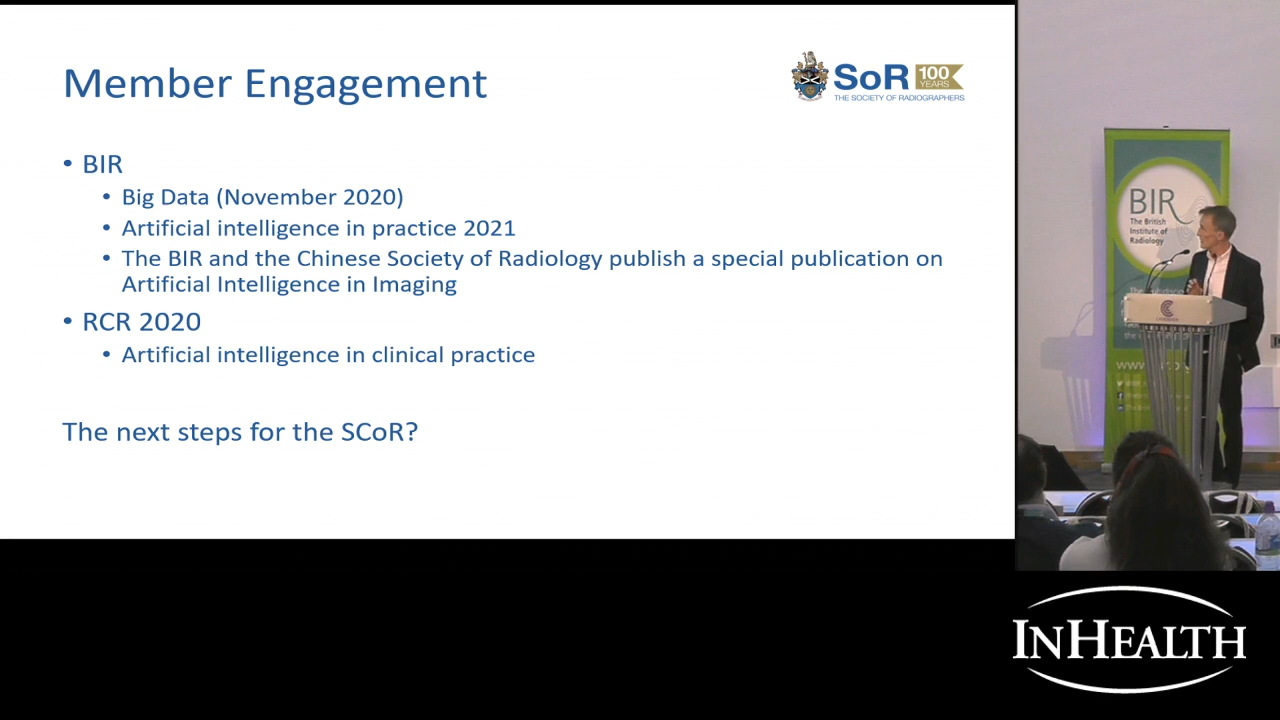 Member Engagement
SoR 100 YEARS
THE SOCIETY OF RADIOGRAPHERS
• BIR
• Big Data (November 2020)
• Artificial intelligence in practice 2021
• The BIR and the Chinese Society of Radiology publish a special publication on
Artificial Intelligence in Imaging
• RCR 2020
• Artificial intelligence in clinical practice
The next steps for the SCoR?
BIR
The British
Institute of
Radiology
INHEALTH